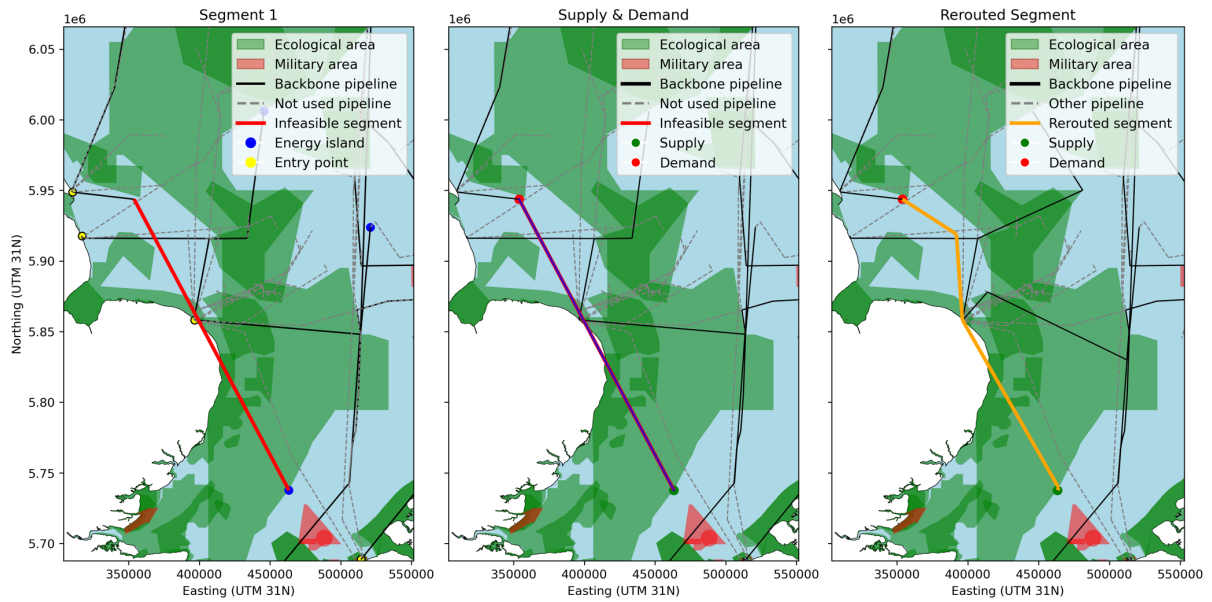 Segment 1
1e6
6.05
6.00
5.95
5.90
5.85
5.80
5.75
5.70
Northing (UTM 31N)
350000 400000 450000 500000 550000
Easting (UTM 31N)
Ecological area
Military area
Backbone pipeline
Not used pipeline
Infeasible segment
Energy island
Entry point
Supply & Demand
1e6
350000 400000 450000 500000 550000
Easting (UTM 31N)
Ecological area
Military area
Backbone pipeline
Not used pipeline
Infeasible segment
Supply
Demand
Rerouted Segment
1e6
350000 400000 450000 500000 550000
Easting (UTM 31N)
Ecological area
Military area
Backbone pipeline
Other pipeline
Rerouted segment
Supply
Demand